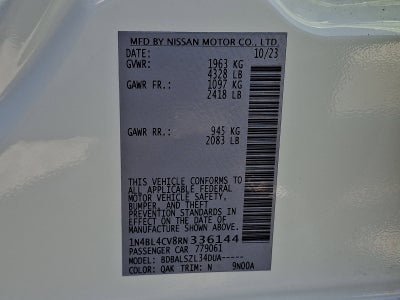 MFD BY NISSAN MOTOR CO., LTD.
DATE: 10/23
GVWR: 1963 KG
4328 LB
GAWR FR.: 1097 KG
2418 LB
GAWR RR.: 945 KG
2083 LB
THIS VEHICLE CONFORMS TO
ALL APPLICABLE FEDERAL
MOTOR VEHICLE SAFETY
BUMPER, AND THEFT
PREVENTION STANDARDS
IN EFFECT ON THE DATE OF
MANUFACTURE SHOWN ABOVE.
1N4BL4CV8RN336144
PASSENGER CAR 779061
MODEL: BDBALSZL34DUA-----
COLOR: QAK TRIM: N 9N00A